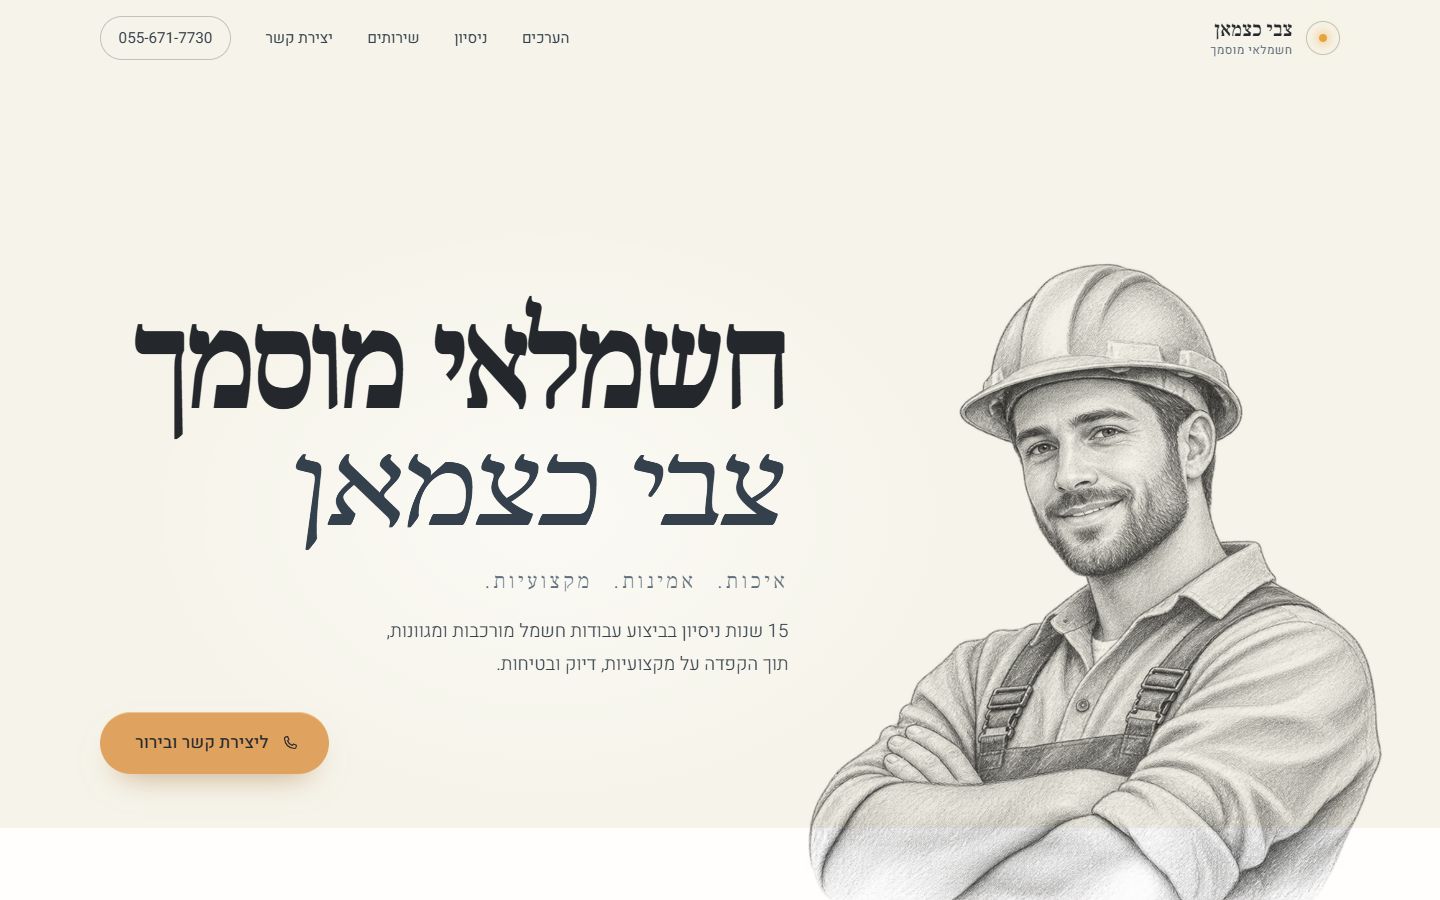 צבי כצמאן
חשמלאי מוסמך
הערכים
ניסיון
שירותים
יצירת קשר
055-671-7730
חשמלאי מוסמך
צבי כצמאן
איכות. אמינות. מקצועיות.
15 שנות ניסיון בביצוע עבודות חשמל מורכבות ומגוונות,
תוך הקפדה על מקצועיות, דיוק ובטיחות.
ליצירת קשר ובירור